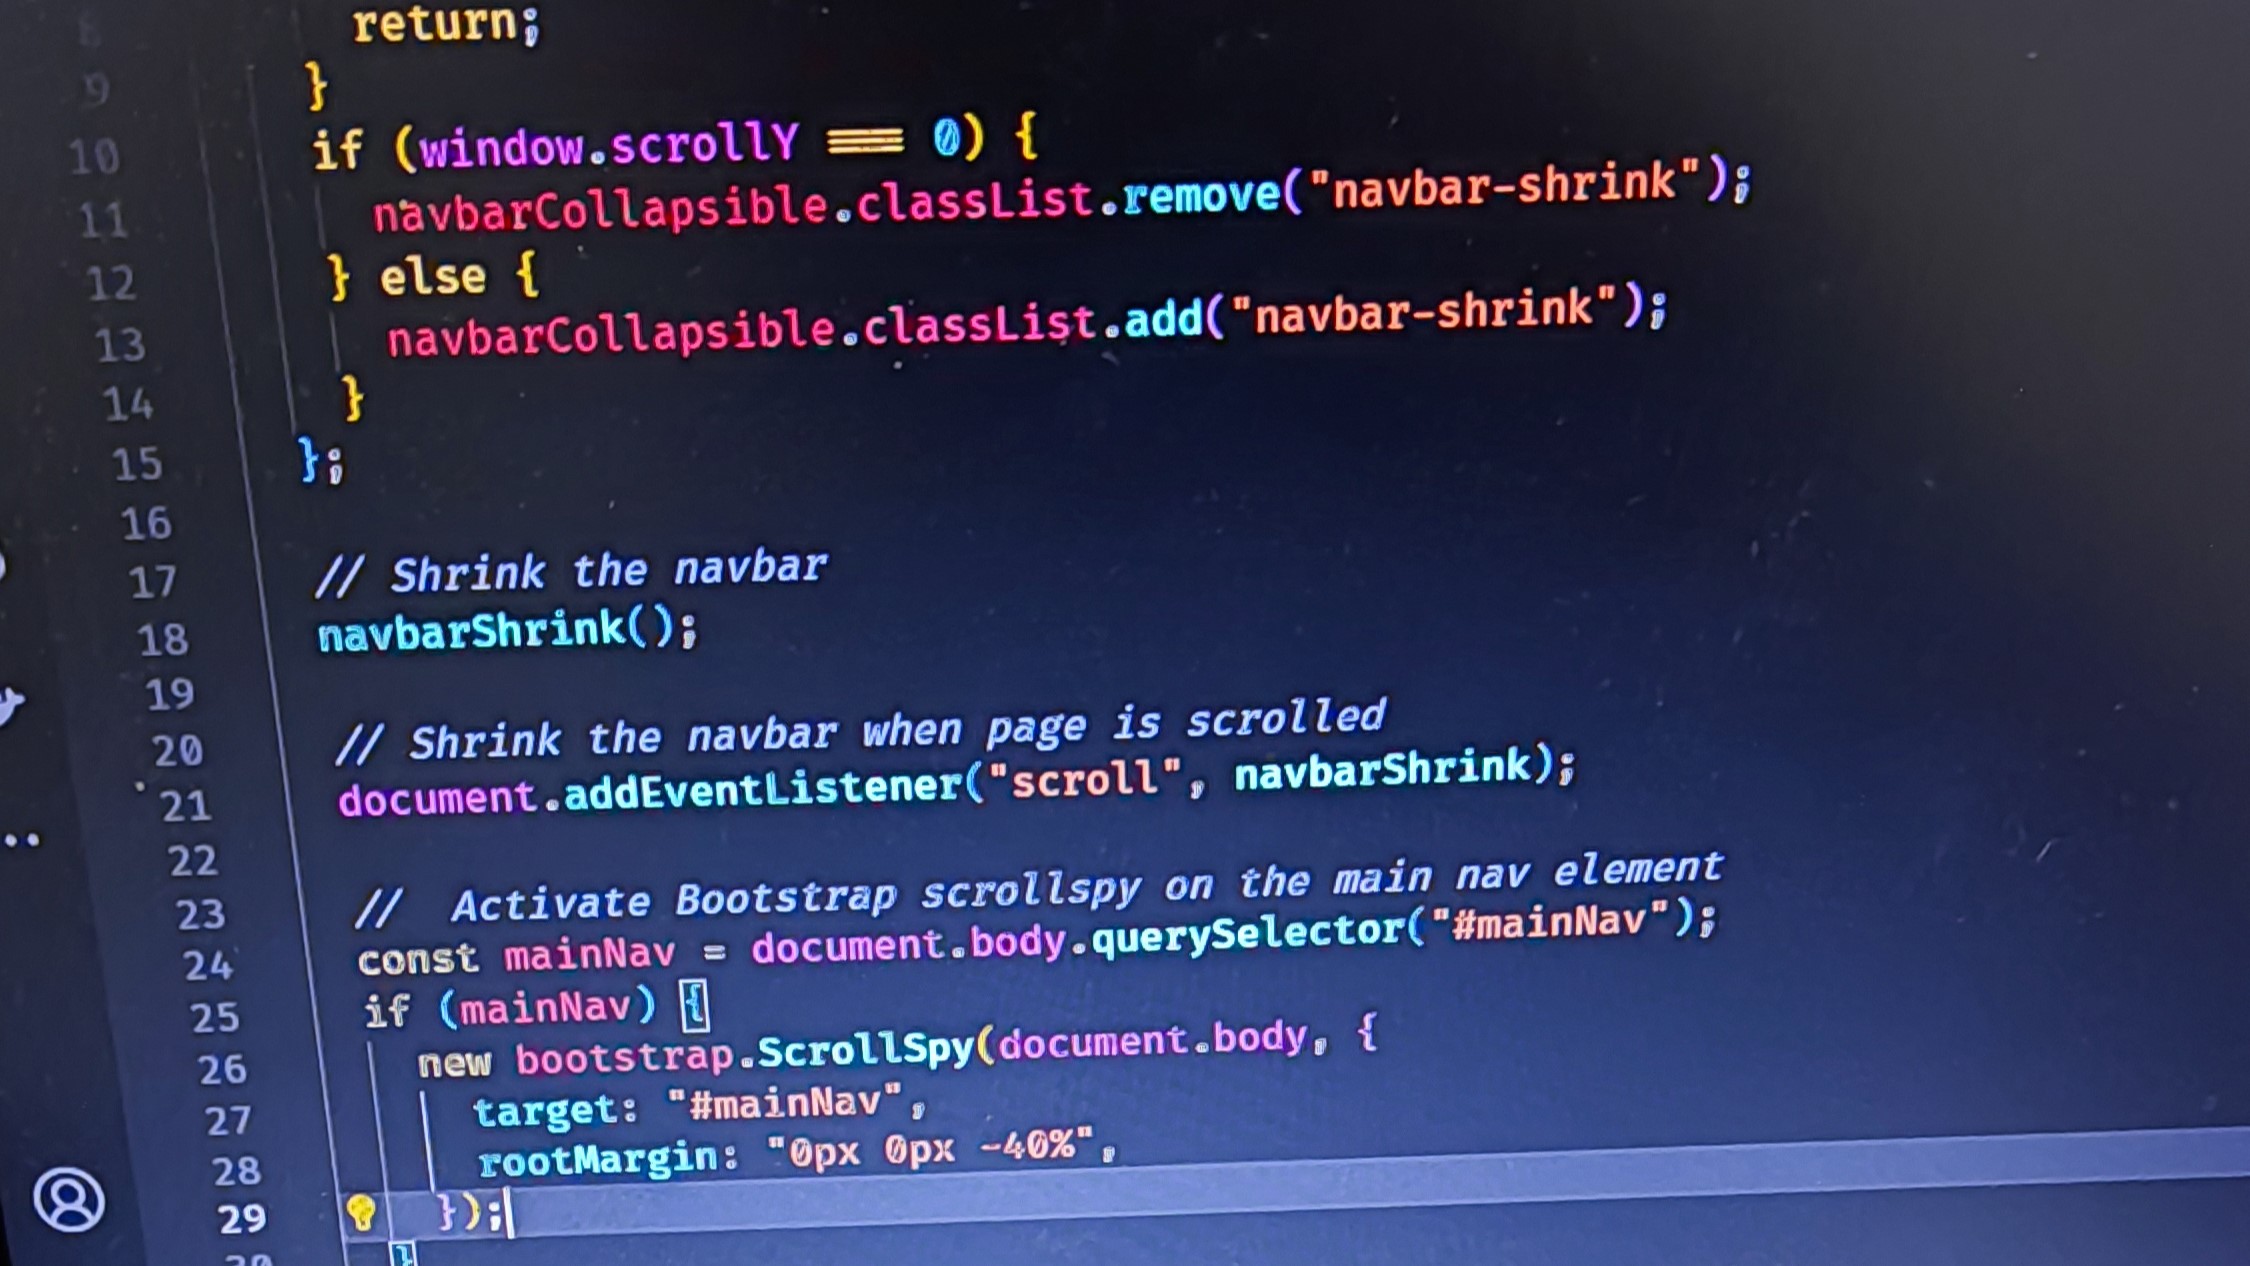 8 return;
9 }
10 if (window.scrollY === 0) {
11 navbarCollapsible.classList.remove("navbar-shrink");
12 } else {
13 navbarCollapsible.classList.add("navbar-shrink");
14 }
15 };
16
17 // Shrink the navbar
18 navbarShrink();
19
20 // Shrink the navbar when page is scrolled
21 document.addEventListener("scroll", navbarShrink);
22
23 //  Activate Bootstrap scrollspy on the main nav element
24 const mainNav = document.body.querySelector("#mainNav");
25 if (mainNav) {
26 new bootstrap.ScrollSpy(document.body, {
27 target: "#mainNav",
28 rootMargin: "0px 0px -40%",
29 });
30 }